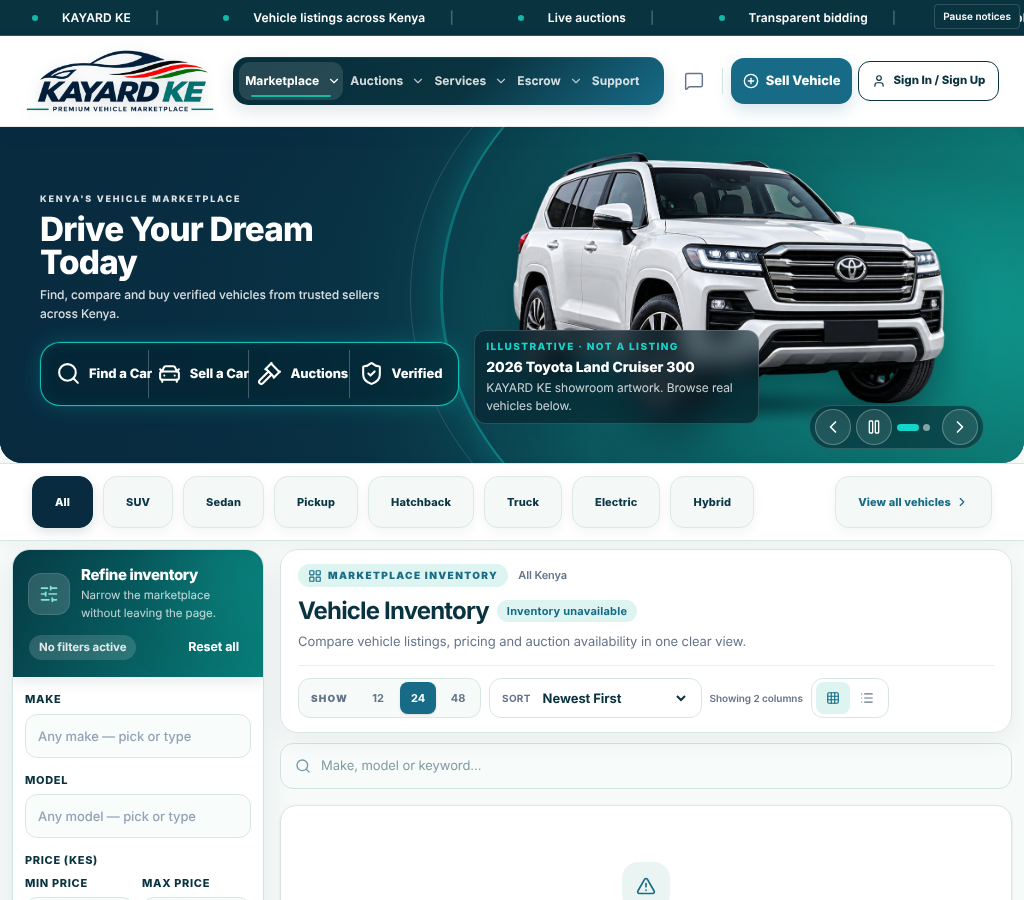 KAYARD KE
Vehicle listings across Kenya
Live auctions
Transparent bidding
Pause notices
KAYARD KE
PREMIUM VEHICLE MARKETPLACE
Marketplace
Auctions
Services
Escrow
Support
Sell Vehicle
Sign In / Sign Up
KENYA'S VEHICLE MARKETPLACE
Drive Your Dream
Today
Find, compare and buy verified vehicles from trusted sellers
across Kenya.
Find a Car
Sell a Car
Auctions
Verified
ILLUSTRATIVE · NOT A LISTING
2026 Toyota Land Cruiser 300
KAYARD KE showroom artwork. Browse real
vehicles below.
All
SUV
Sedan
Pickup
Hatchback
Truck
Electric
Hybrid
View all vehicles
Refine inventory
Narrow the marketplace
without leaving the page.
No filters active
Reset all
MAKE
Any make — pick or type
MODEL
Any model — pick or type
PRICE (KES)
MIN PRICE
MAX PRICE
MARKETPLACE INVENTORY
All Kenya
Vehicle Inventory
Inventory unavailable
Compare vehicle listings, pricing and auction availability in one clear view.
SHOW
12
24
48
SORT
Newest First
Showing 2 columns
Make, model or keyword...